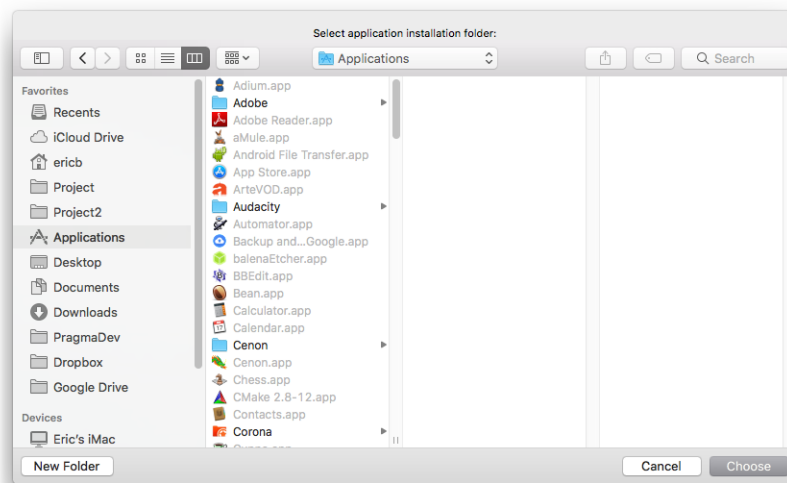 Select application installation folder:
Applications
Search
Favorites
Recents
iCloud Drive
ericb
Project
Project2
Applications
Desktop
Documents
Downloads
PragmaDev
Dropbox
Google Drive
Devices
Eric's iMac
Adium.app
Adobe
Adobe Reader.app
aMule.app
Android File Transfer.app
App Store.app
ArteVOD.app
Audacity
Automator.app
Backup and...Google.app
balenaEtcher.app
BBEdit.app
Bean.app
Calculator.app
Calendar.app
Cenon
Cenon.app
Chess.app
CMake 2.8-12.app
Contacts.app
Corona
New Folder
Cancel
Choose